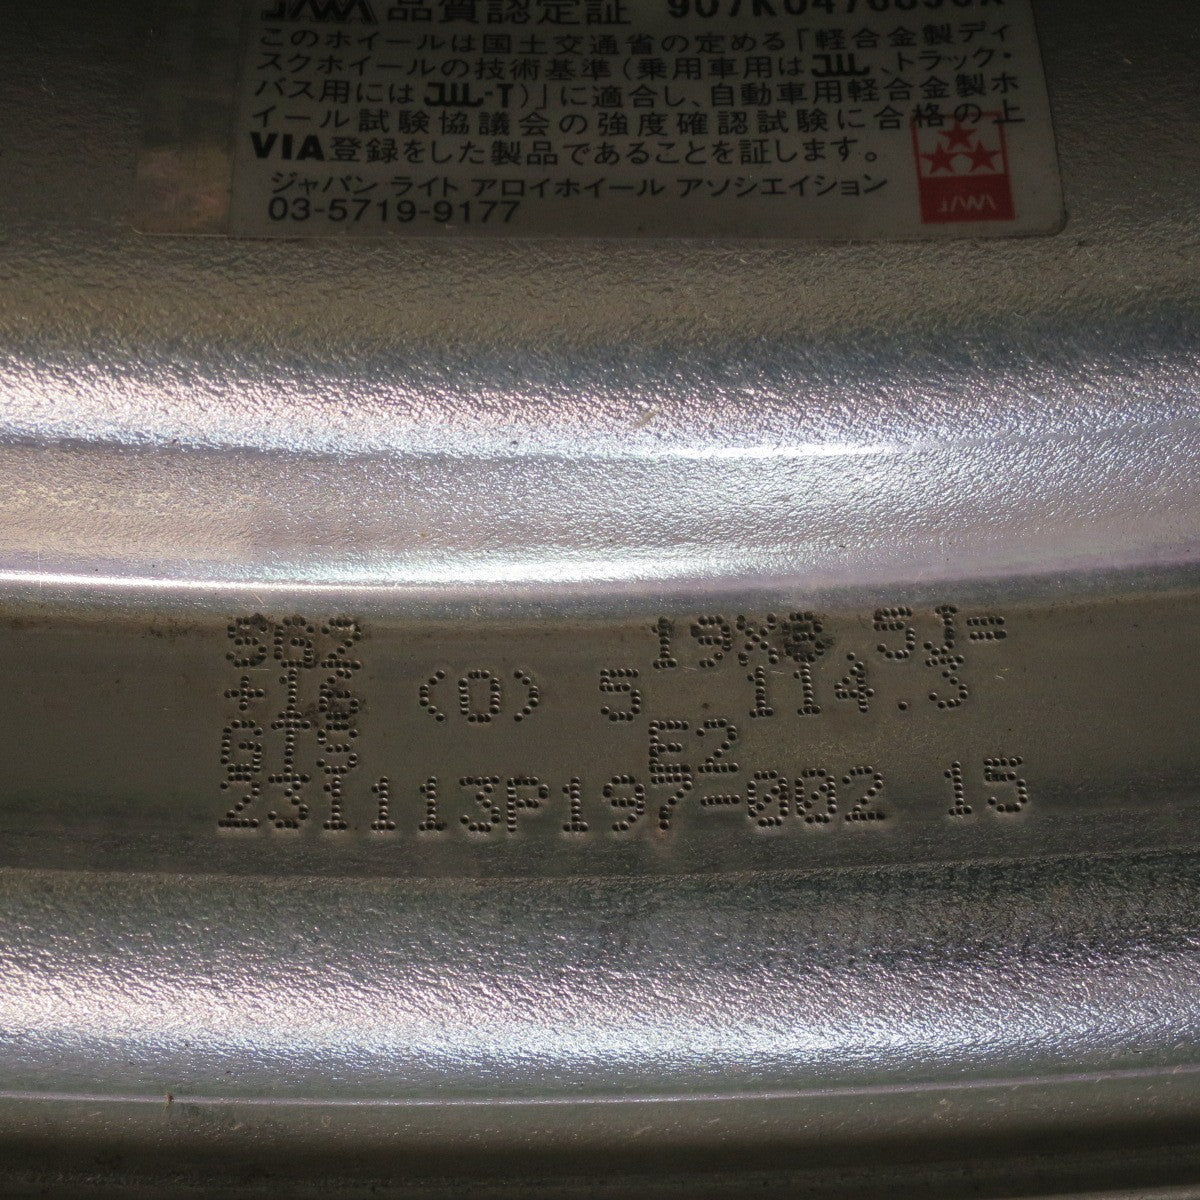 JAWA 品質認定証
このホイールは国土交通省の定める「軽合金製ディ
スクホイールの技術基準(乗用車用はJWL、トラック・
バス用にはJWL-T)」に適合し、自動車用軽合金製ホ
イール試験協議会の強度確認試験に合格の上
VIA登録をした製品であることを証します。
ジャパン ライト アロイホイール アソシエイション
03-5719-9177
JAWA
SG2 19X8.5J=
+16 (0) 5 114.3
GTS E2
231113P197-002 15